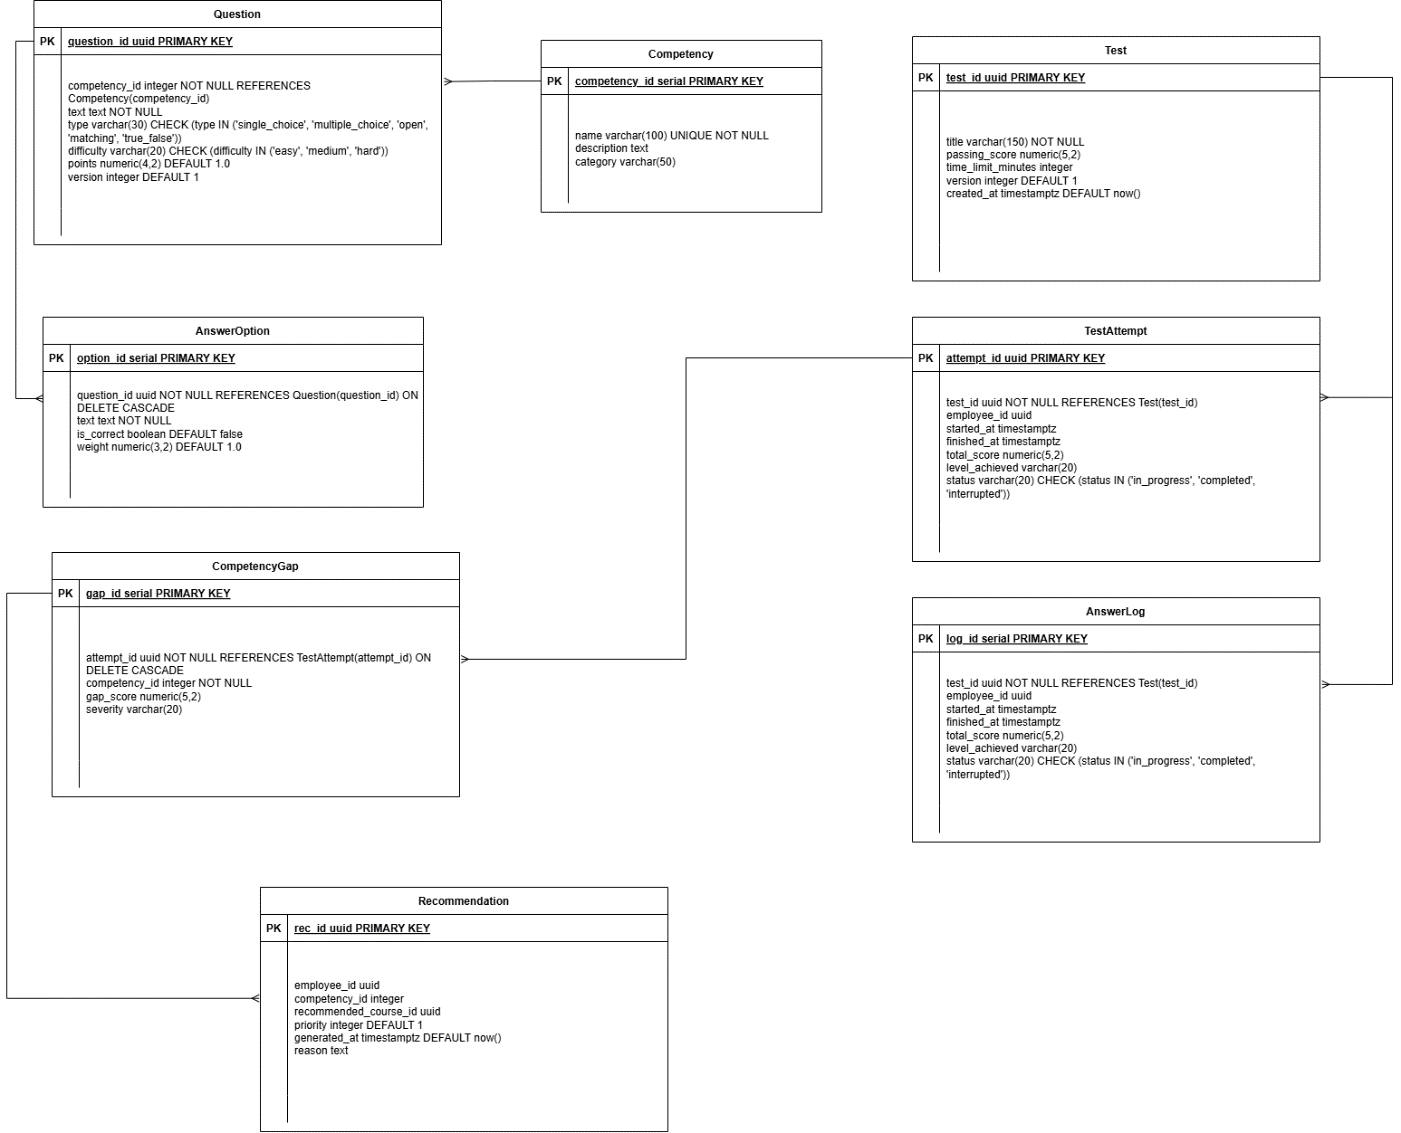 Question
PK question_id uuid PRIMARY KEY
competency_id integer NOT NULL REFERENCES
Competency(competency_id)
text text NOT NULL
type varchar(30) CHECK (type IN ('single_choice', 'multiple_choice', 'open',
'matching', 'true_false'))
difficulty varchar(20) CHECK (difficulty IN ('easy', 'medium', 'hard'))
points numeric(4,2) DEFAULT 1.0
version integer DEFAULT 1
Competency
PK competency_id serial PRIMARY KEY
name varchar(100) UNIQUE NOT NULL
description text
category varchar(50)
Test
PK test_id uuid PRIMARY KEY
title varchar(150) NOT NULL
passing_score numeric(5,2)
time_limit_minutes integer
version integer DEFAULT 1
created_at timestamptz DEFAULT now()
AnswerOption
PK option_id serial PRIMARY KEY
question_id uuid NOT NULL REFERENCES Question(question_id) ON
DELETE CASCADE
text text NOT NULL
is_correct boolean DEFAULT false
weight numeric(3,2) DEFAULT 1.0
TestAttempt
PK attempt_id uuid PRIMARY KEY
test_id uuid NOT NULL REFERENCES Test(test_id)
employee_id uuid
started_at timestamptz
finished_at timestamptz
total_score numeric(5,2)
level_achieved varchar(20)
status varchar(20) CHECK (status IN ('in_progress', 'completed',
'interrupted'))
CompetencyGap
PK gap_id serial PRIMARY KEY
attempt_id uuid NOT NULL REFERENCES TestAttempt(attempt_id) ON
DELETE CASCADE
competency_id integer NOT NULL
gap_score numeric(5,2)
severity varchar(20)
AnswerLog
PK log_id serial PRIMARY KEY
test_id uuid NOT NULL REFERENCES Test(test_id)
employee_id uuid
started_at timestamptz
finished_at timestamptz
total_score numeric(5,2)
level_achieved varchar(20)
status varchar(20) CHECK (status IN ('in_progress', 'completed',
'interrupted'))
Recommendation
PK rec_id uuid PRIMARY KEY
employee_id uuid
competency_id integer
recommended_course_id uuid
priority integer DEFAULT 1
generated_at timestamptz DEFAULT now()
reason text